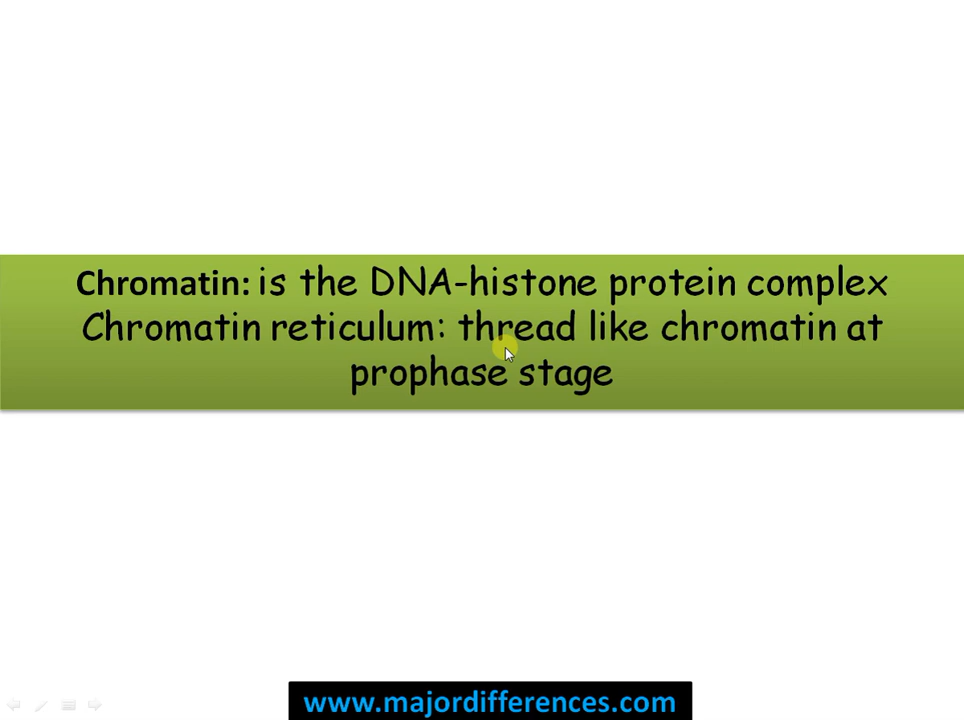 Chromatin: is the DNA-histone protein complex
Chromatin reticulum: thread like chromatin at
prophase stage
www.majordifferences.com